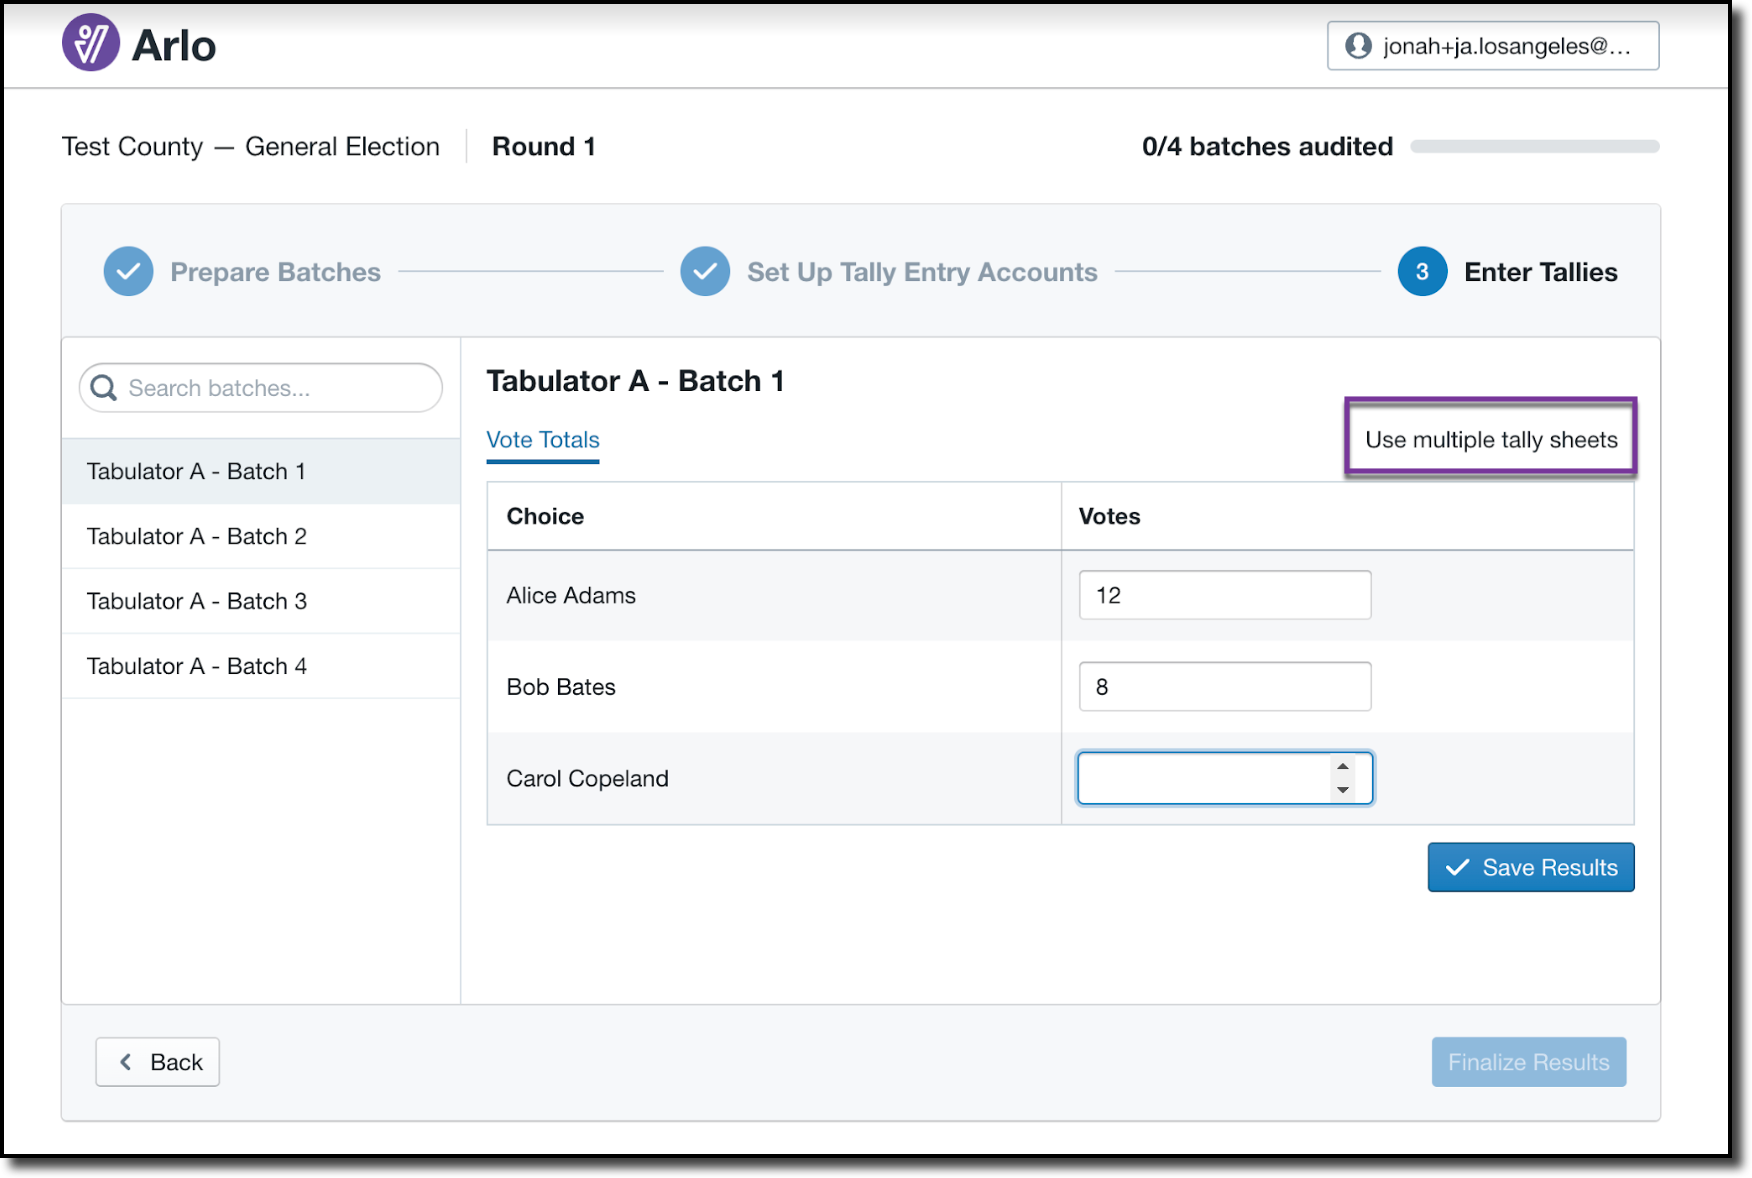 Arlo
jonah+ja.losangeles@...
Test County — General Election
Round 1
0/4 batches audited
Prepare Batches
Set Up Tally Entry Accounts
3
Enter Tallies
Search batches...
Tabulator A - Batch 1
Tabulator A - Batch 2
Tabulator A - Batch 3
Tabulator A - Batch 4
Tabulator A - Batch 1
Vote Totals
Use multiple tally sheets
Choice
Votes
Alice Adams
12
Bob Bates
8
Carol Copeland
Save Results
Back
Finalize Results